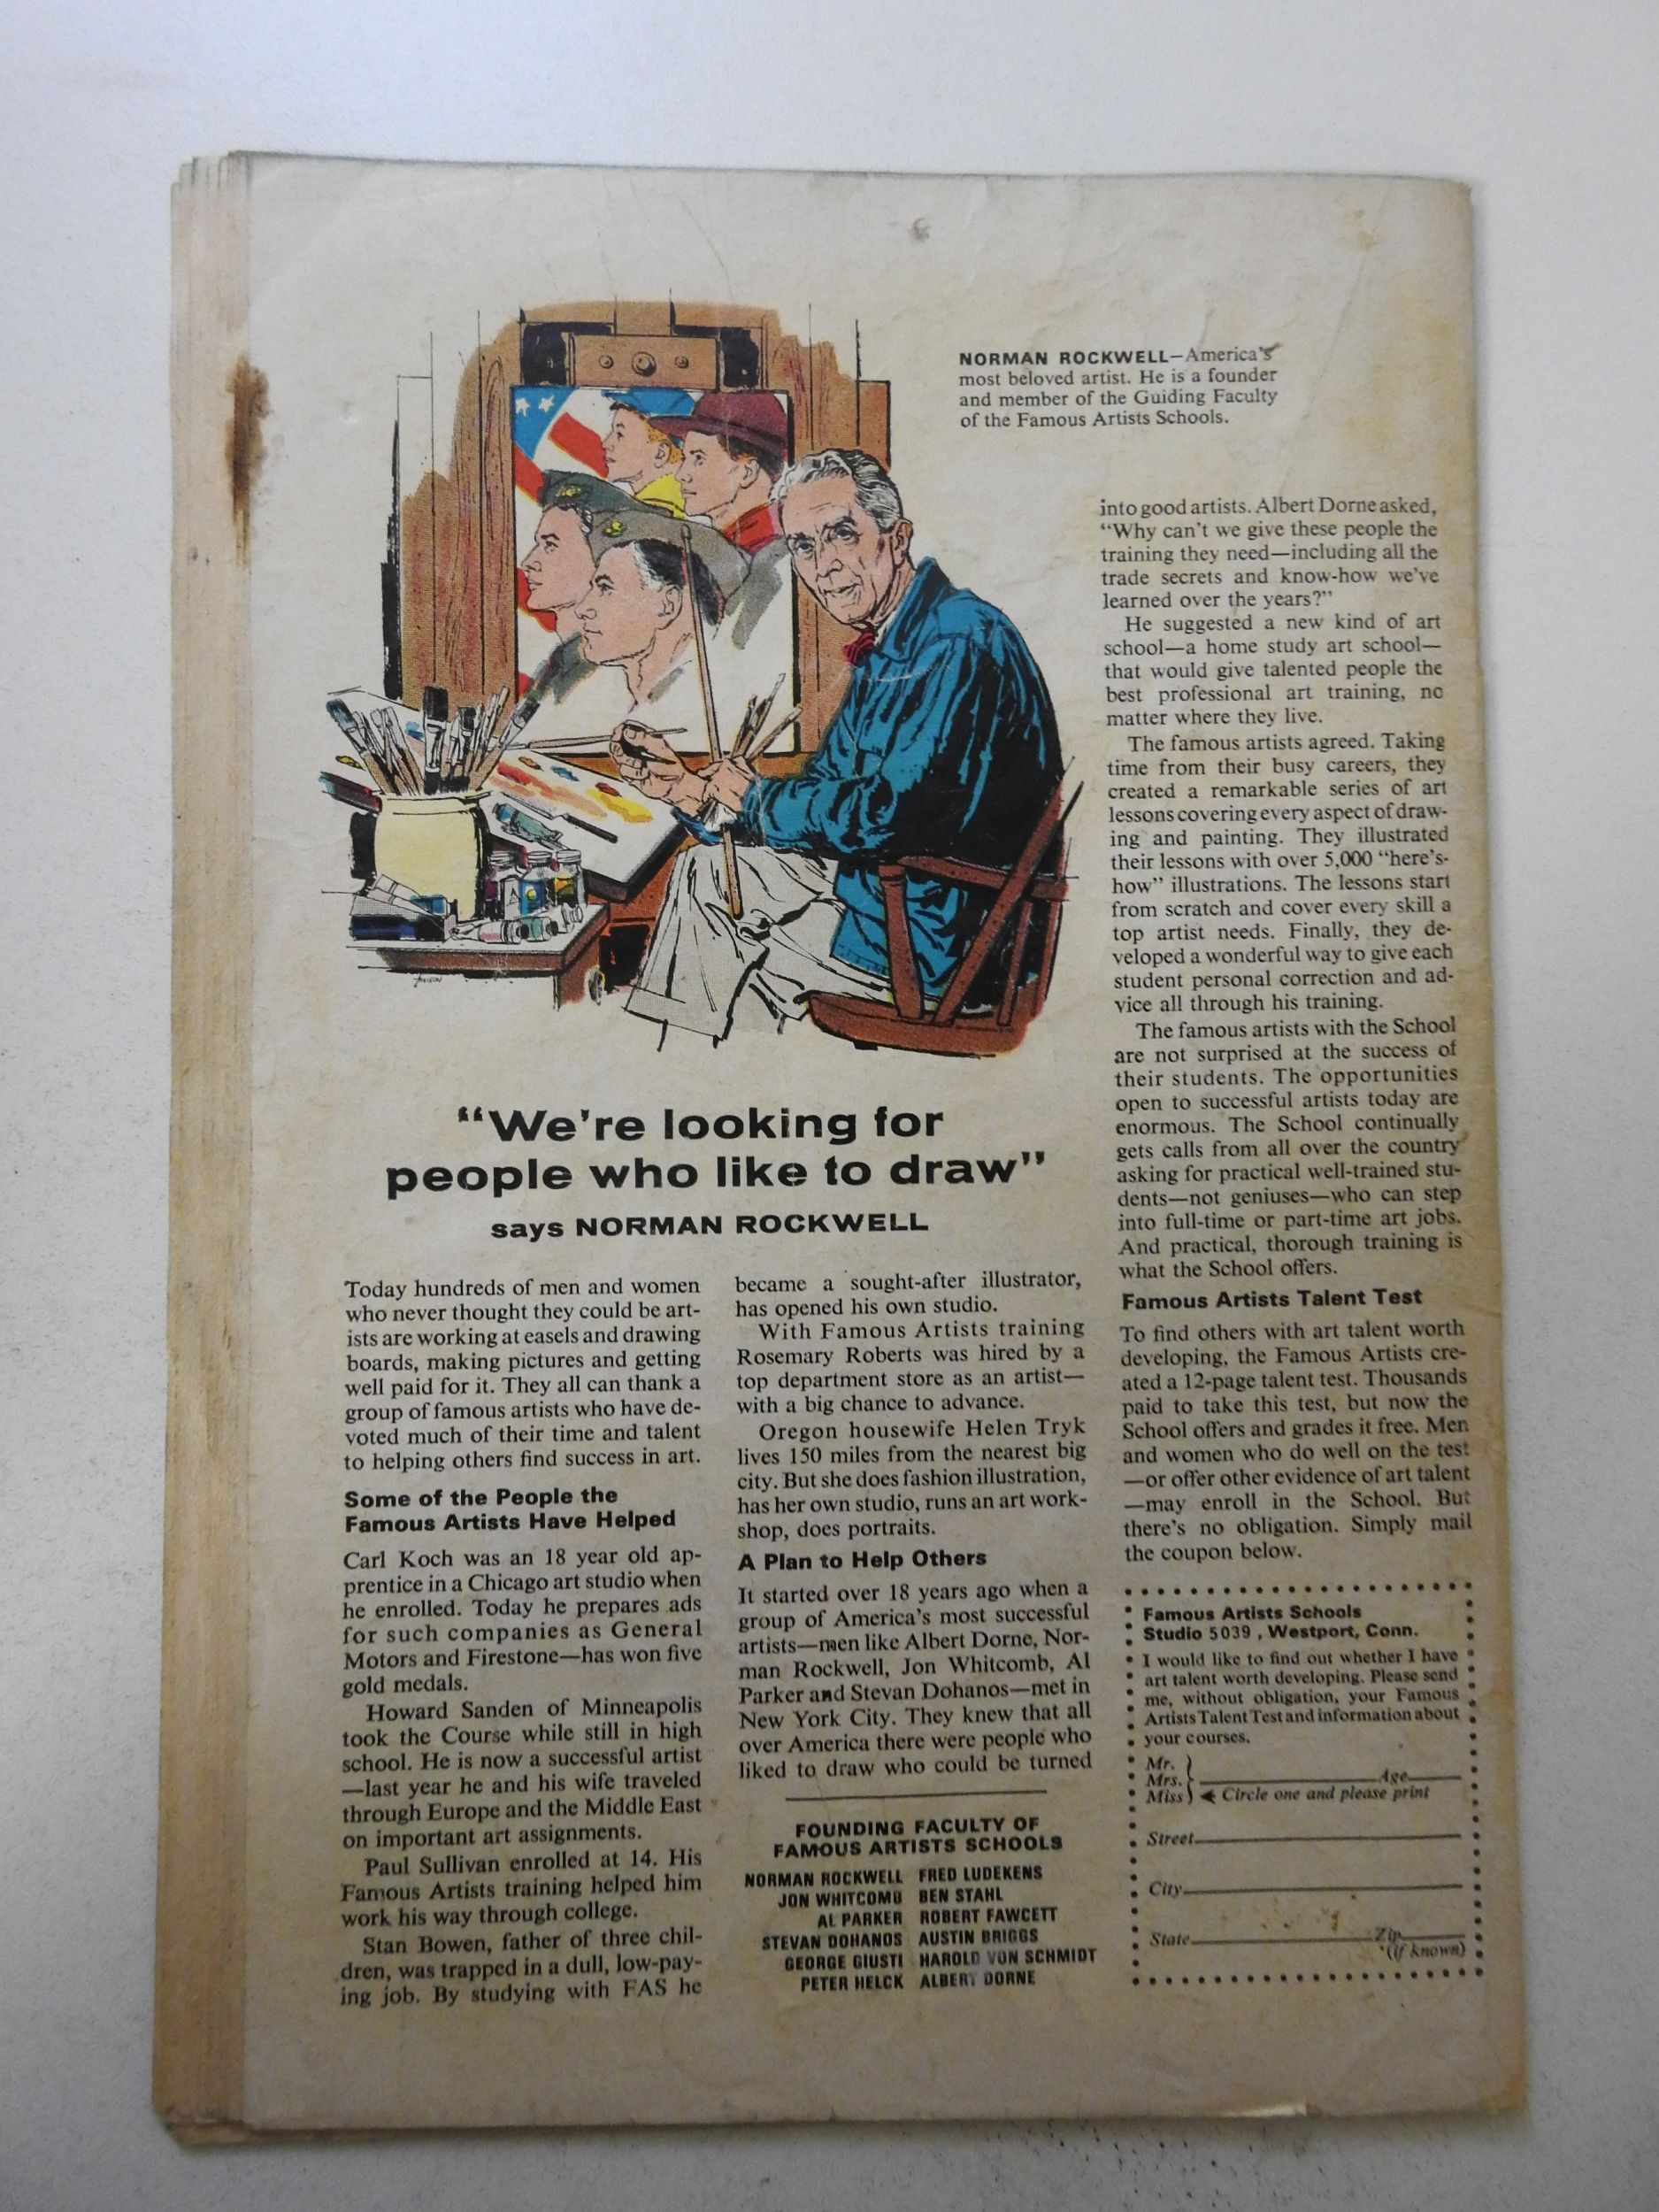 NORMAN ROCKWELL—America's
most beloved artist. He is a founder
and member of the Guiding Faculty
of the Famous Artists Schools.
"We're looking for
people who like to draw"
says NORMAN ROCKWELL
Today hundreds of men and women
who never thought they could be art-
ists are working at easels and drawing
boards, making pictures and getting
well paid for it. They all can thank a
group of famous artists who have de-
voted much of their time and talent
to helping others find success in art.
Some of the People the
Famous Artists Have Helped
Carl Koch was an 18 year old ap-
prentice in a Chicago art studio when
he enrolled. Today he prepares ads
for such companies as General
Motors and Firestone—has won five
gold medals.
Howard Sanden of Minneapolis
took the Course while still in high
school. He is now a successful artist
—last year he and his wife traveled
through Europe and the Middle East
on important art assignments.
Paul Sullivan enrolled at 14. His
Famous Artists training helped him
work his way through college.
Stan Bowen, father of three chil-
dren, was trapped in a dull, low-pay-
ing job. By studying with FAS he
became a sought-after illustrator,
has opened his own studio.
With Famous Artists training
Rosemary Roberts was hired by a
top department store as an artist—
with a big chance to advance.
Oregon housewife Helen Tryk
lives 150 miles from the nearest big
city. But she does fashion illustration,
has her own studio, runs an art work-
shop, does portraits.
A Plan to Help Others
It started over 18 years ago when a
group of America's most successful
artists—men like Albert Dorne, Nor-
man Rockwell, Jon Whitcomb, Al
Parker and Stevan Dohanos—met in
New York City. They knew that all
over America there were people who
liked to draw who could be turned
FOUNDING FACULTY OF
FAMOUS ARTISTS SCHOOLS
NORMAN ROCKWELL FRED LUDEKENS
JON WHITCOMB BEN STAHL
AL PARKER ROBERT FAWCETT
STEVAN DOHANOS AUSTIN BRIGGS
GEORGE GIUSTI HAROLD VON SCHMIDT
PETER HELCK ALBERT DORNE
into good artists. Albert Dorne asked,
"Why can't we give these people the
training they need—including all the
trade secrets and know-how we've
learned over the years?"
He suggested a new kind of art
school—a home study art school—
that would give talented people the
best professional art training, no
matter where they live.
The famous artists agreed. Taking
time from their busy careers, they
created a remarkable series of art
lessons covering every aspect of draw-
ing and painting. They illustrated
their lessons with over 5,000 "here's-
how" illustrations. The lessons start
from scratch and cover every skill a
top artist needs. Finally, they de-
veloped a wonderful way to give each
student personal correction and ad-
vice all through his training.
The famous artists with the School
are not surprised at the success of
their students. The opportunities
open to successful artists today are
enormous. The School continually
gets calls from all over the country
asking for practical well-trained stu-
dents—not geniuses—who can step
into full-time or part-time art jobs.
And practical, thorough training is
what the School offers.
Famous Artists Talent Test
To find others with art talent worth
developing, the Famous Artists cre-
ated a 12-page talent test. Thousands
paid to take this test, but now the
School offers and grades it free. Men
and women who do well on the test
—or offer other evidence of art talent
—may enroll in the School. But
there's no obligation. Simply mail
the coupon below.
Famous Artists Schools
Studio 5039 , Westport, Conn.
I would like to find out whether I have
art talent worth developing. Please send
me, without obligation, your Famous
Artists Talent Test and information about
your courses.
Mr.
Mrs. Age
Miss Circle one and please print
Street
City
State Zip
(if known)